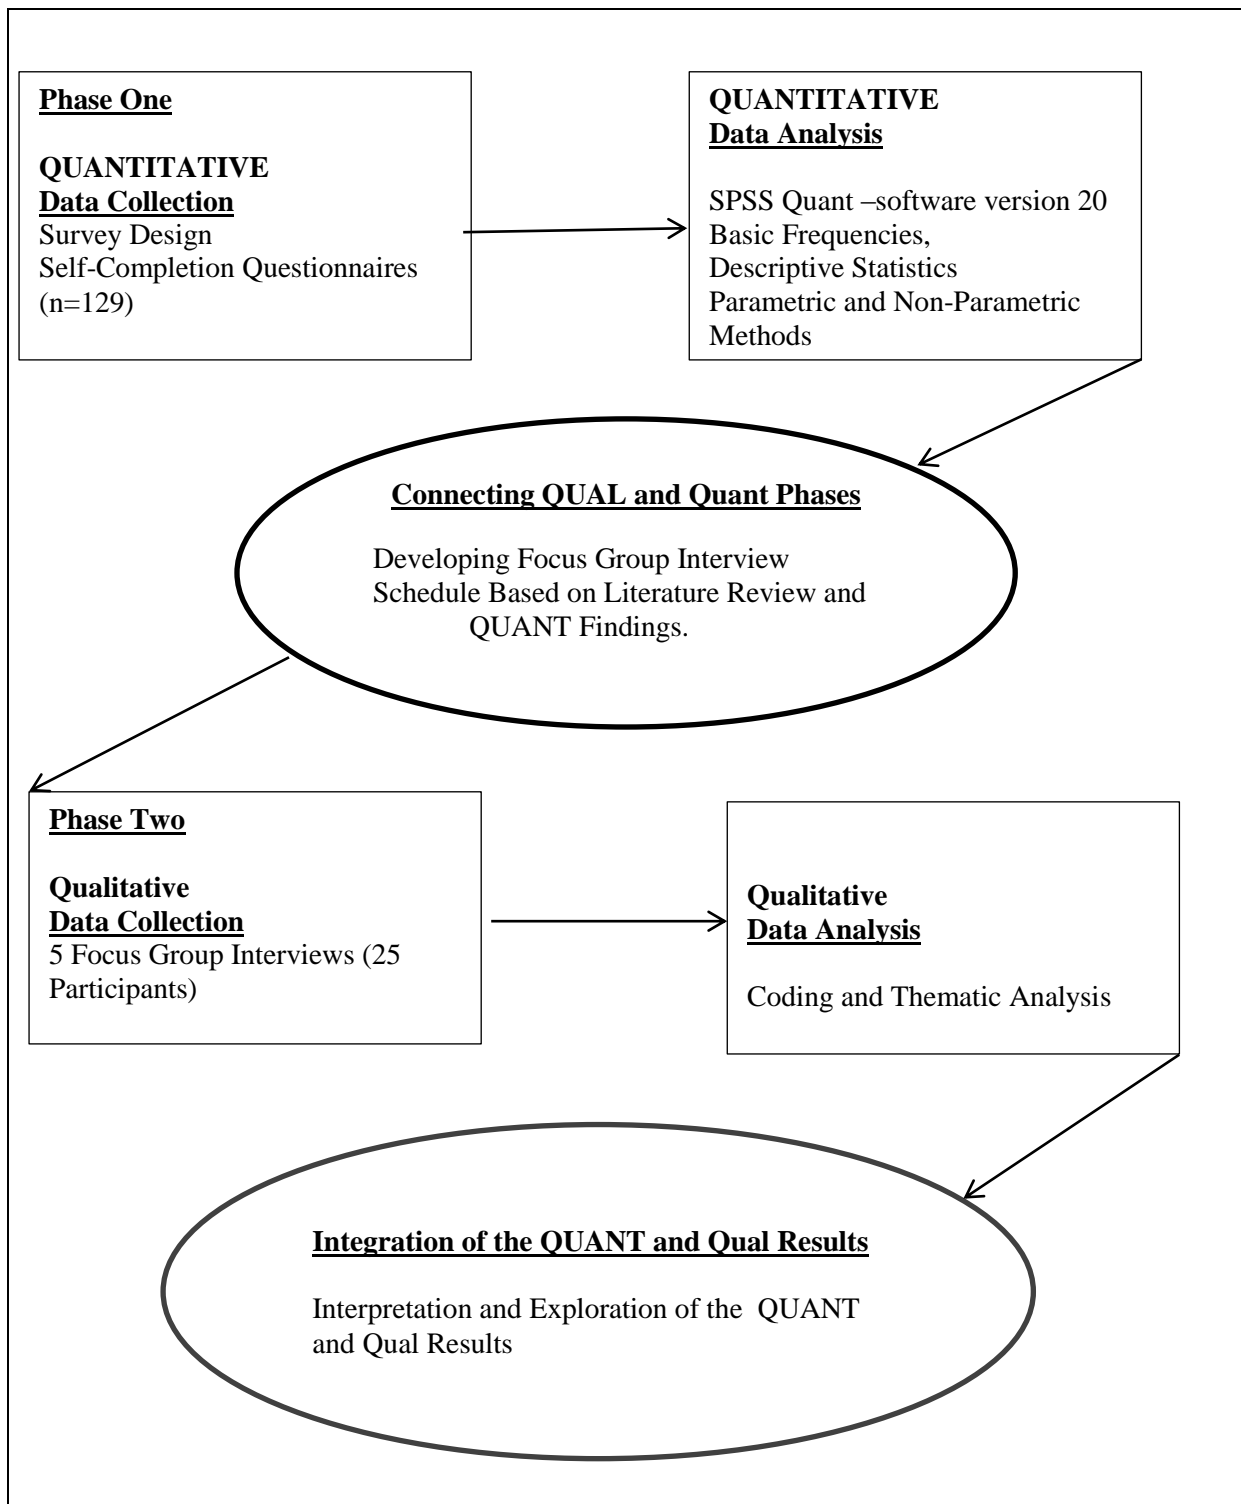 Phase One
QUANTITATIVE
Data Collection
Survey Design
Self-Completion Questionnaires
(n=129)
QUANTITATIVE
Data Analysis
SPSS Quant –software version 20
Basic Frequencies,
Descriptive Statistics
Parametric and Non-Parametric
Methods
Connecting QUAL and Quant Phases
Developing Focus Group Interview
Schedule Based on Literature Review and
QUANT Findings.
Phase Two
Qualitative
Data Collection
5 Focus Group Interviews (25
Participants)
Qualitative
Data Analysis
Coding and Thematic Analysis
Integration of the QUANT and Qual Results
Interpretation and Exploration of the QUANT
and Qual Results